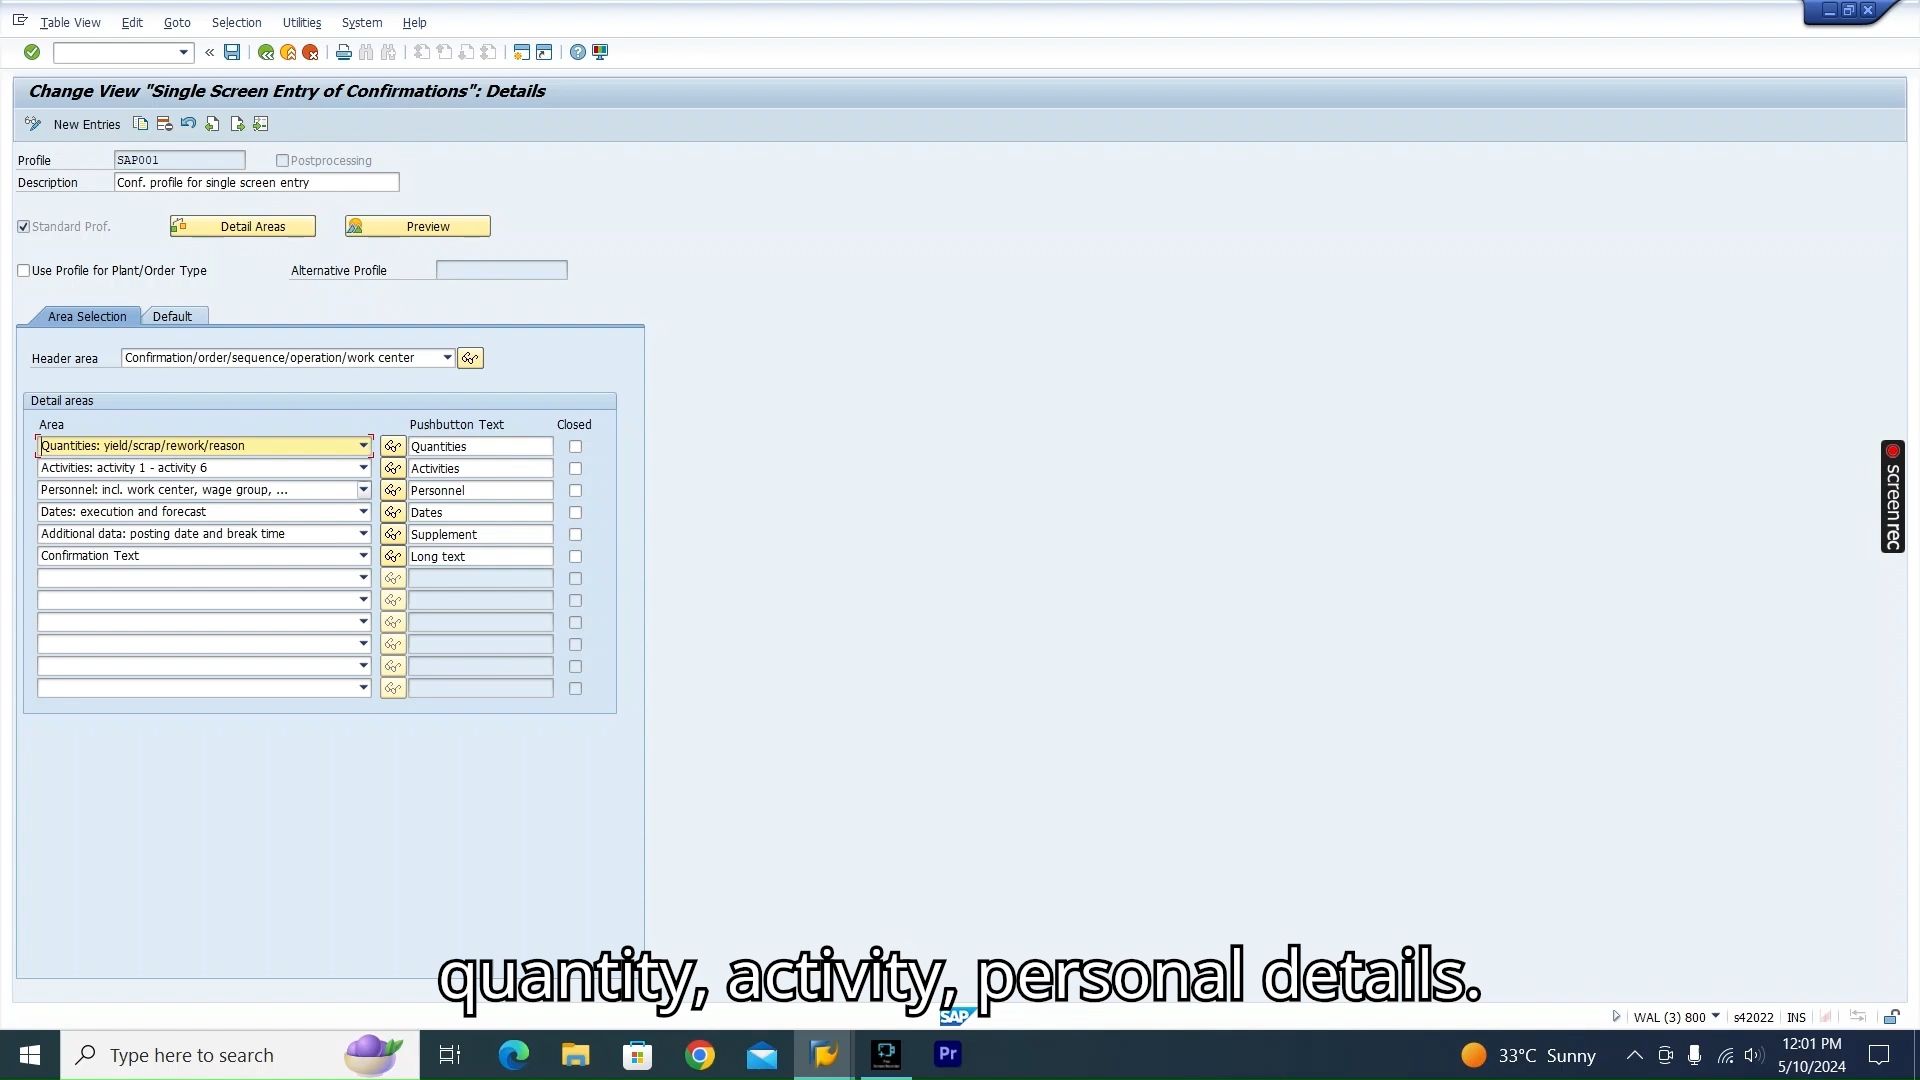 Table View Edit Goto Selection Utilities System Help
Change View "Single Screen Entry of Confirmations": Details
New Entries
Profile SAP001 Postprocessing
Description Conf. profile for single screen entry
Standard Prof. Detail Areas Preview
Use Profile for Plant/Order Type Alternative Profile
Area Selection Default
Header area Confirmation/order/sequence/operation/work center
Detail areas
Area Pushbutton Text Closed
Quantities: yield/scrap/rework/reason Quantities
Activities: activity 1 - activity 6 Activities
Personnel: incl. work center, wage group, ... Personnel
Dates: execution and forecast Dates
Additional data: posting date and break time Supplement
Confirmation Text Long text
screenrec
quantity, activity, personal details.
SAP
WAL (3) 800 s42022 INS
Type here to search
Pr
33°C Sunny
12:01 PM
5/10/2024